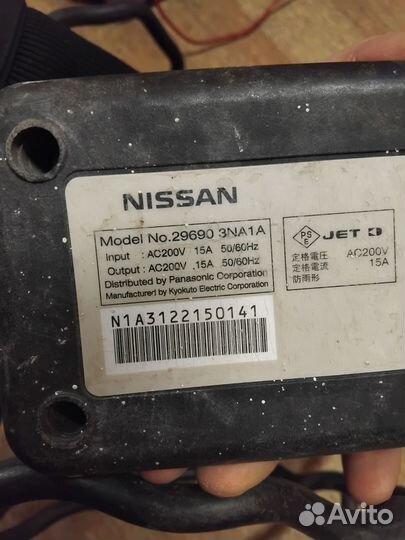 NISSAN
Model No.29690 3NA1A
Input : AC200V 15A 50/60Hz
Output : AC200V .15A 50/60Hz
Distributed by Panasonic Corporation
Manufactured by Kyokuto Electric Corporation
N1A3122150141
PS E JET
定格電圧 AC200V
定格電流 15A
防雨形
Avito